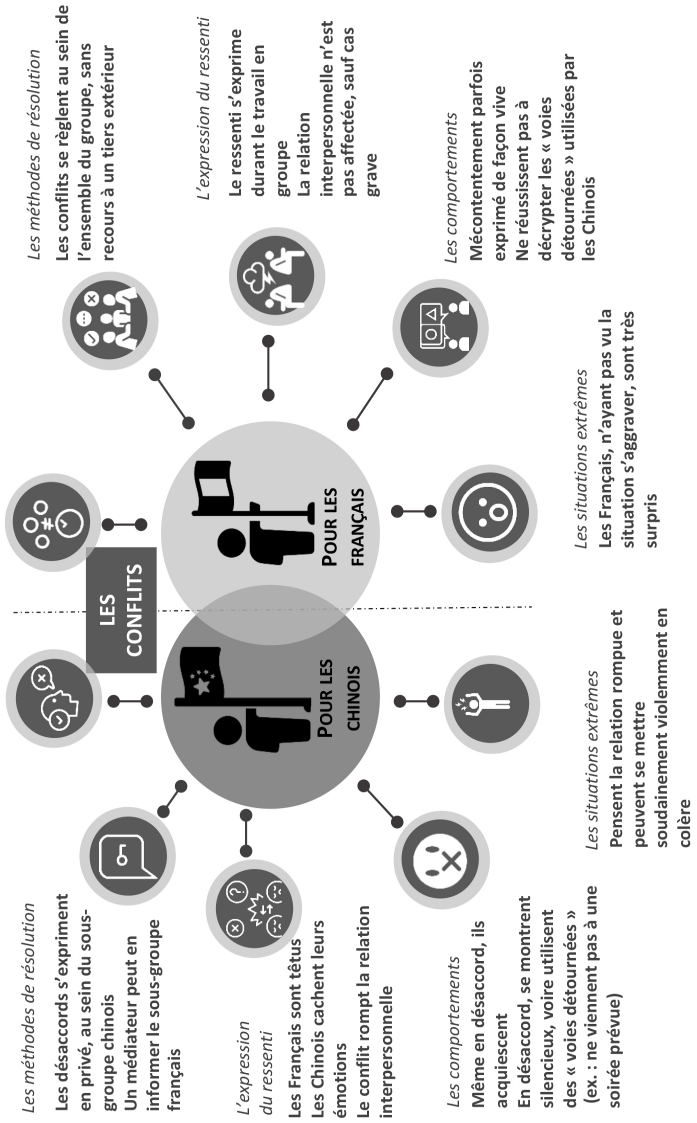 LES
CONFLITS
POUR LES
CHINOIS
POUR LES
FRANÇAIS
Les méthodes de résolution
Les désaccords s’expriment
en privé, au sein du sous-
groupe chinois
Un médiateur peut en
informer le sous-groupe
français
L’expression
du ressenti
Les Français sont têtus
Les Chinois cachent leurs
émotions
Le conflit rompt la relation
interpersonnelle
Les comportements
Même en désaccord, ils
acquiescent
En désaccord, se montrent
silencieux, voire utilisent
des « voies détournées »
(ex. : ne viennent pas à une
soirée prévue)
Les situations extrêmes
Pensent la relation rompue et
peuvent se mettre
soudainement violemment en
colère
Les méthodes de résolution
Les conflits se règlent au sein de
l’ensemble du groupe, sans
recours à un tiers extérieur
L’expression du ressenti
Le ressenti s’exprime
durant le travail en
groupe
La relation
interpersonnelle n’est
pas affectée, sauf cas
grave
Les comportements
Mécontentement parfois
exprimé de façon vive
Ne réussissent pas à
décrypter les « voies
détournées » utilisées par
les Chinois
Les situations extrêmes
Les Français, n’ayant pas vu la
situation s’aggraver, sont très
surpris